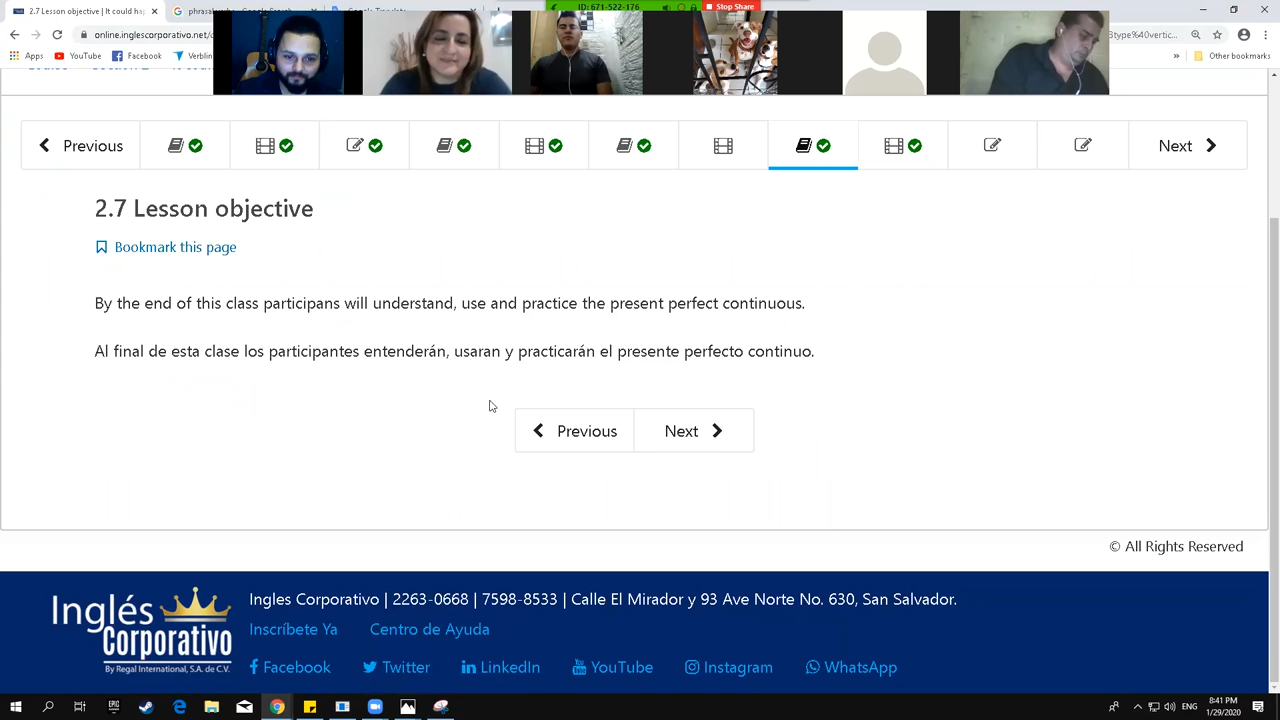 2.7 Lesson objective | It could ha
ID: 671-522-176
Stop Share
online.inglescorporativo.net/
Apps
YouTube
Facebook
Other bookmarks
Previous
Next
2.7 Lesson objective
Bookmark this page
By the end of this class participans will understand, use and practice the present perfect continuous.
Al final de esta clase los participantes entenderán, usaran y practicarán el presente perfecto continuo.
Previous
Next
© All Rights Reserved
Inglés
Corporativo
By Regal International, S.A. de C.V.
Ingles Corporativo | 2263-0668 | 7598-8533 | Calle El Mirador y 93 Ave Norte No. 630, San Salvador.
Inscríbete Ya Centro de Ayuda
Facebook Twitter LinkedIn YouTube Instagram WhatsApp
ENG
8:41 PM
1/29/2020